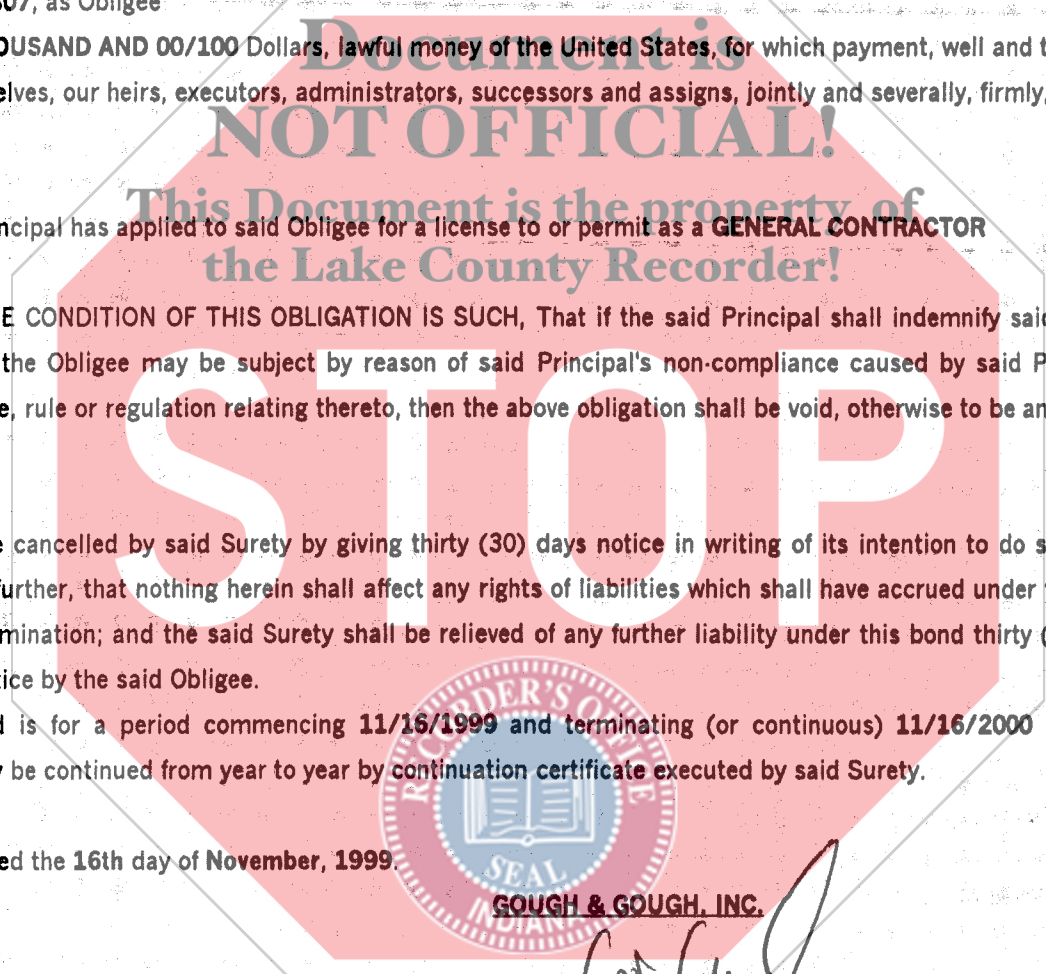 as Obligee
Document is
OUSAND AND 00/100 Dollars, lawful money of the United States, for which payment, well and t
elves, our heirs, executors, administrators, successors and assigns, jointly and severally, firmly,
NOT OFFICIAL!
This Document is the property of
ncipal has applied to said Obligee for a license to or permit as a GENERAL CONTRACTOR
the Lake County Recorder!
E CONDITION OF THIS OBLIGATION IS SUCH, That if the said Principal shall indemnify said
the Obligee may be subject by reason of said Principal's non-compliance caused by said P
e, rule or regulation relating thereto, then the above obligation shall be void, otherwise to be an
STOP
e cancelled by said Surety by giving thirty (30) days notice in writing of its intention to do s
further, that nothing herein shall affect any rights of liabilities which shall have accrued under
mination; and the said Surety shall be relieved of any further liability under this bond thirty (
ice by the said Obligee.
d is for a period commencing 11/16/1999 and terminating (or continuous) 11/16/2000
y be continued from year to year by continuation certificate executed by said Surety.
ed the 16th day of November, 1999.
RECORDER'S OFFICE
SEAL
INDIANA
GOUGH & GOUGH, INC.